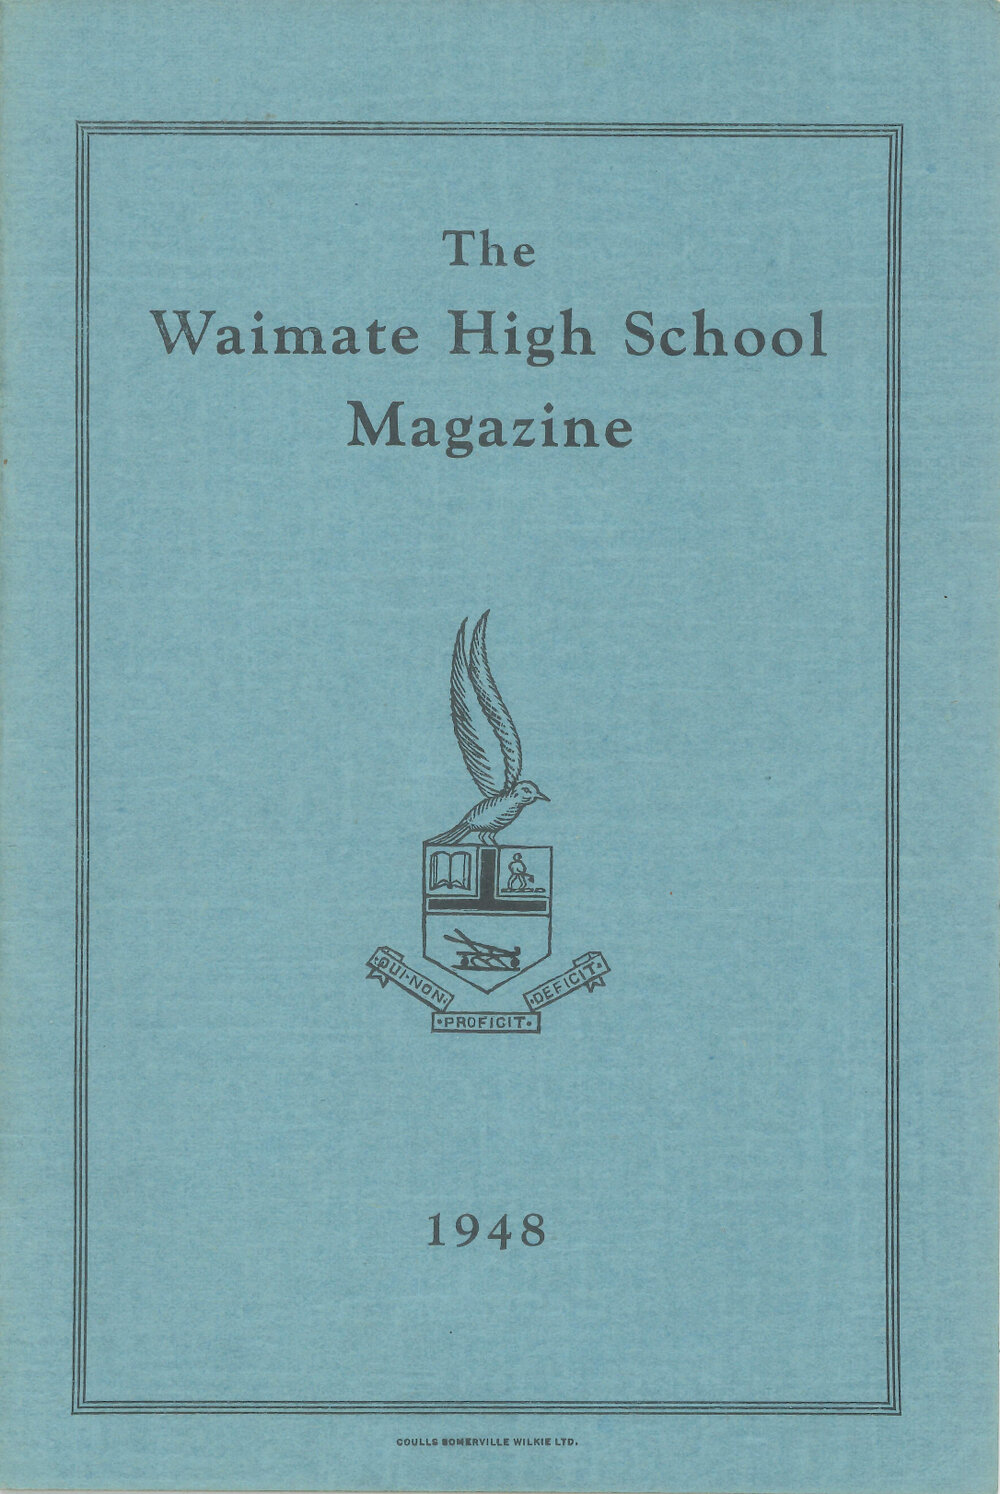 The
Waimate High School
Magazine
·QUI·NON·
·PROFICIT·
·DEFICIT·
1948
COULLS SOMERVILLE WILKIE LTD.